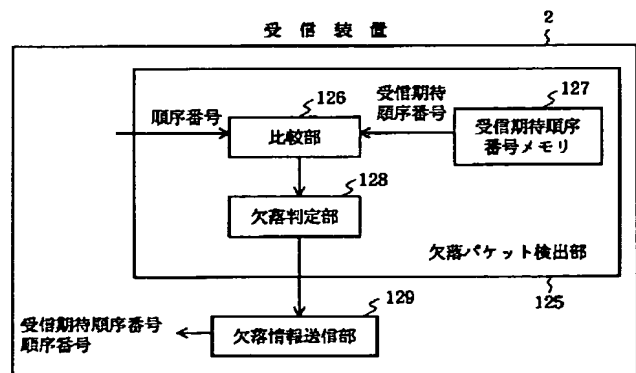 受信装置
2
126
127
順序番号
受信期待
順序番号
比較部
受信期待順序
番号メモリ
128
欠落判定部
欠落パケット検出部
125
129
受信期待順序番号
順序番号
欠落情報送信部